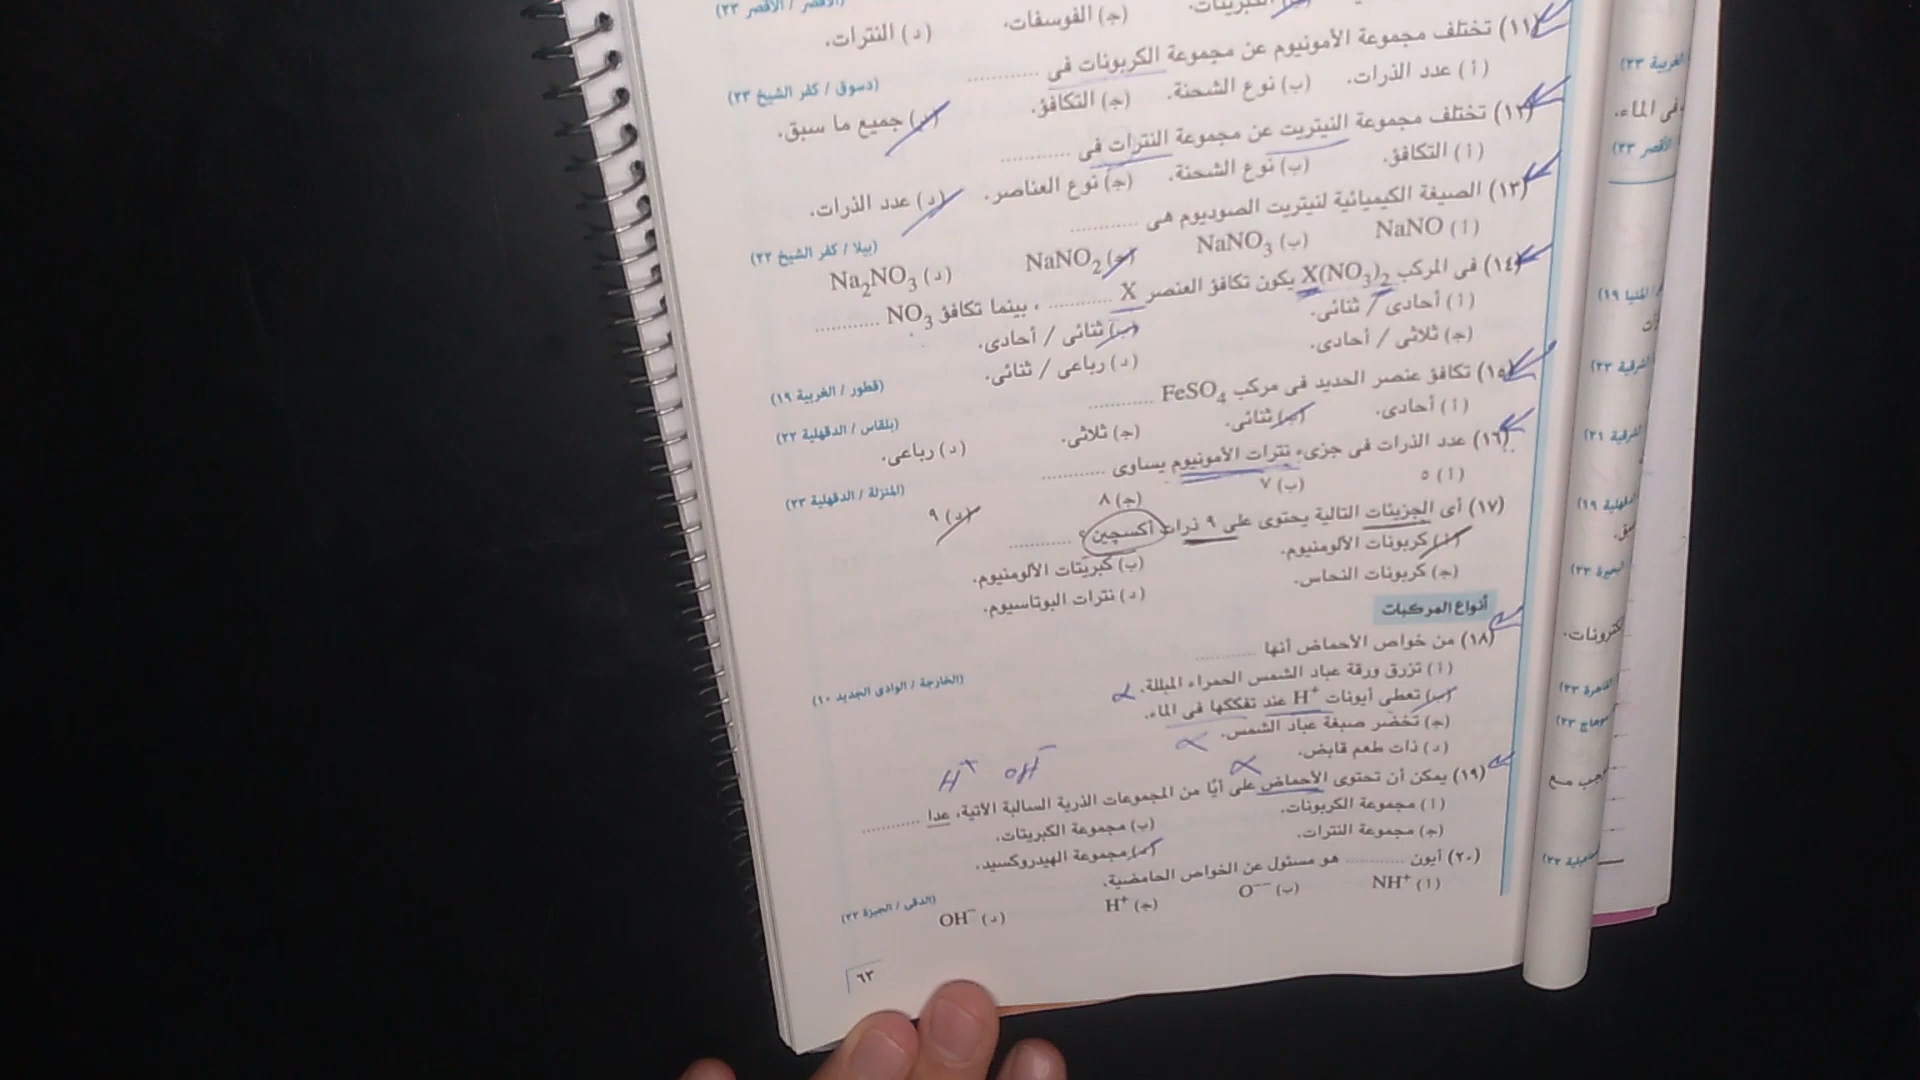 (ج) الفوسفات.
(د) النترات.
(١١) تختلف مجموعة الأمونيوم عن مجموعة الكربونات فى ............
(أ) عدد الذرات. (ب) نوع الشحنة. (ج) التكافؤ. (د) جميع ما سبق.
(دسوق / كفر الشيخ ٢٣)
(١٢) تختلف مجموعة النيتريت عن مجموعة النترات فى ............
(أ) التكافؤ. (ب) نوع الشحنة. (ج) نوع العناصر. (د) عدد الذرات.
(١٣) الصيغة الكيميائية لنيتريت الصوديوم هى ............
(بيلا / كفر الشيخ ٢٣)
(أ) NaNO (ب) NaNO₃ (ج) NaNO₂ (د) Na₂NO₃
(١٤) فى المركب X(NO₃)₂ يكون تكافؤ العنصر X ............ ، بينما تكافؤ NO₃ ............
(أ) أحادى / ثنائى. (ب) ثنائى / أحادى.
(ج) ثلاثى / أحادى. (د) رباعى / ثنائى.
(قطور / الغربية ١٩)
(١٥) تكافؤ عنصر الحديد فى مركب FeSO₄ ............
(بلقاس / الدقهلية ٢٢)
(أ) أحادى. (ب) ثنائى. (ج) ثلاثى. (د) رباعى.
(١٦) عدد الذرات فى جزىء نترات الأمونيوم يساوى ............
(المنزلة / الدقهلية ٢٣)
(أ) ٥ (ب) ٧ (ج) ٨ (د) ٩
(١٧) أى الجزيئات التالية يحتوى على ٩ ذرات أكسچين ؟ ............
(أ) كربونات الألومنيوم. (ب) كبريتات الألومنيوم.
(ج) كربونات النحاس. (د) نترات البوتاسيوم.
أنواع المركبات
(١٨) من خواص الأحماض أنها ............
(الخارجة / الوادى الجديد ١٠)
(أ) تزرق ورقة عباد الشمس الحمراء المبللة.
(ب) تعطى أيونات H⁺ عند تفككها فى الماء.
(ج) تخضر صبغة عباد الشمس.
(د) ذات طعم قابض.
H⁺ OH⁻
(١٩) يمكن أن تحتوى الأحماض على أيًا من المجموعات الذرية السالبة الآتية، عدا ............
(أ) مجموعة الكربونات. (ب) مجموعة الكبريتات.
(ج) مجموعة النترات. (د) مجموعة الهيدروكسيد.
(٢٠) أيون ............ هو مسئول عن الخواص الحامضية.
(الدقى / الجيزة ٢٣)
(أ) NH⁺ (ب) O⁻⁻ (ج) H⁺ (د) OH⁻
٦٣